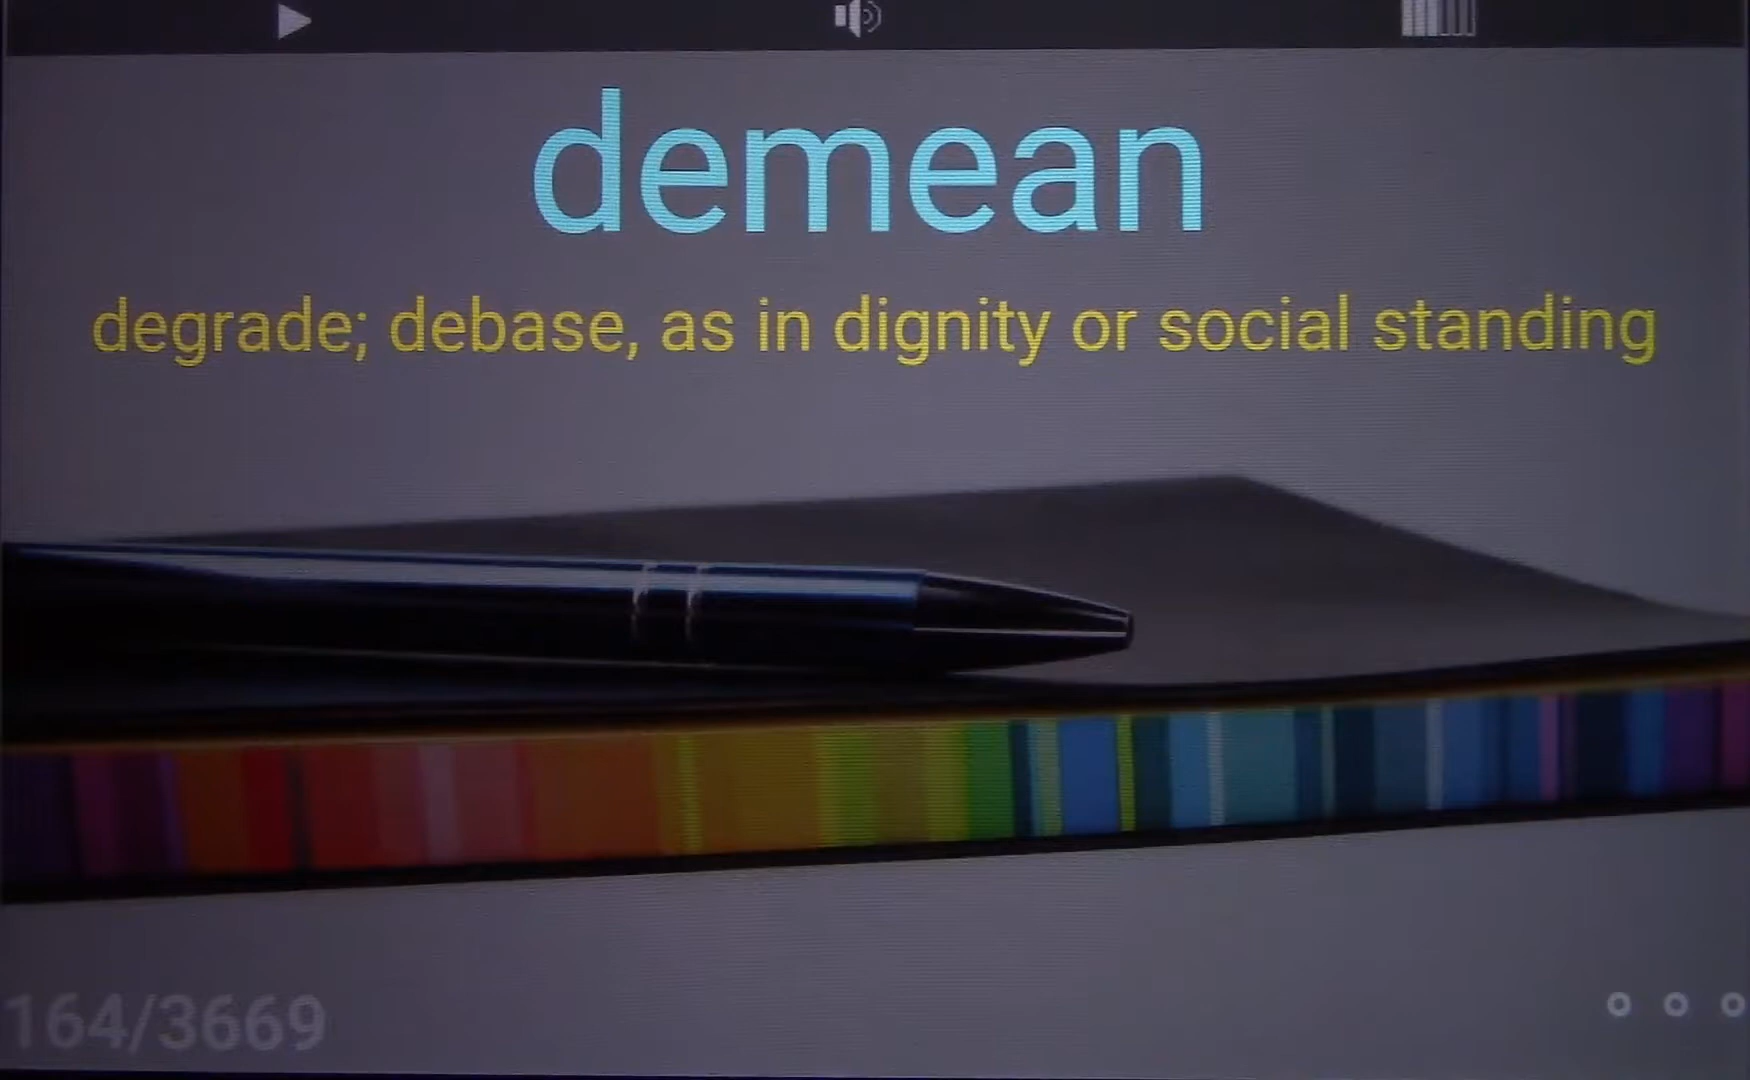 demean
degrade; debase, as in dignity or social standing
164/3669